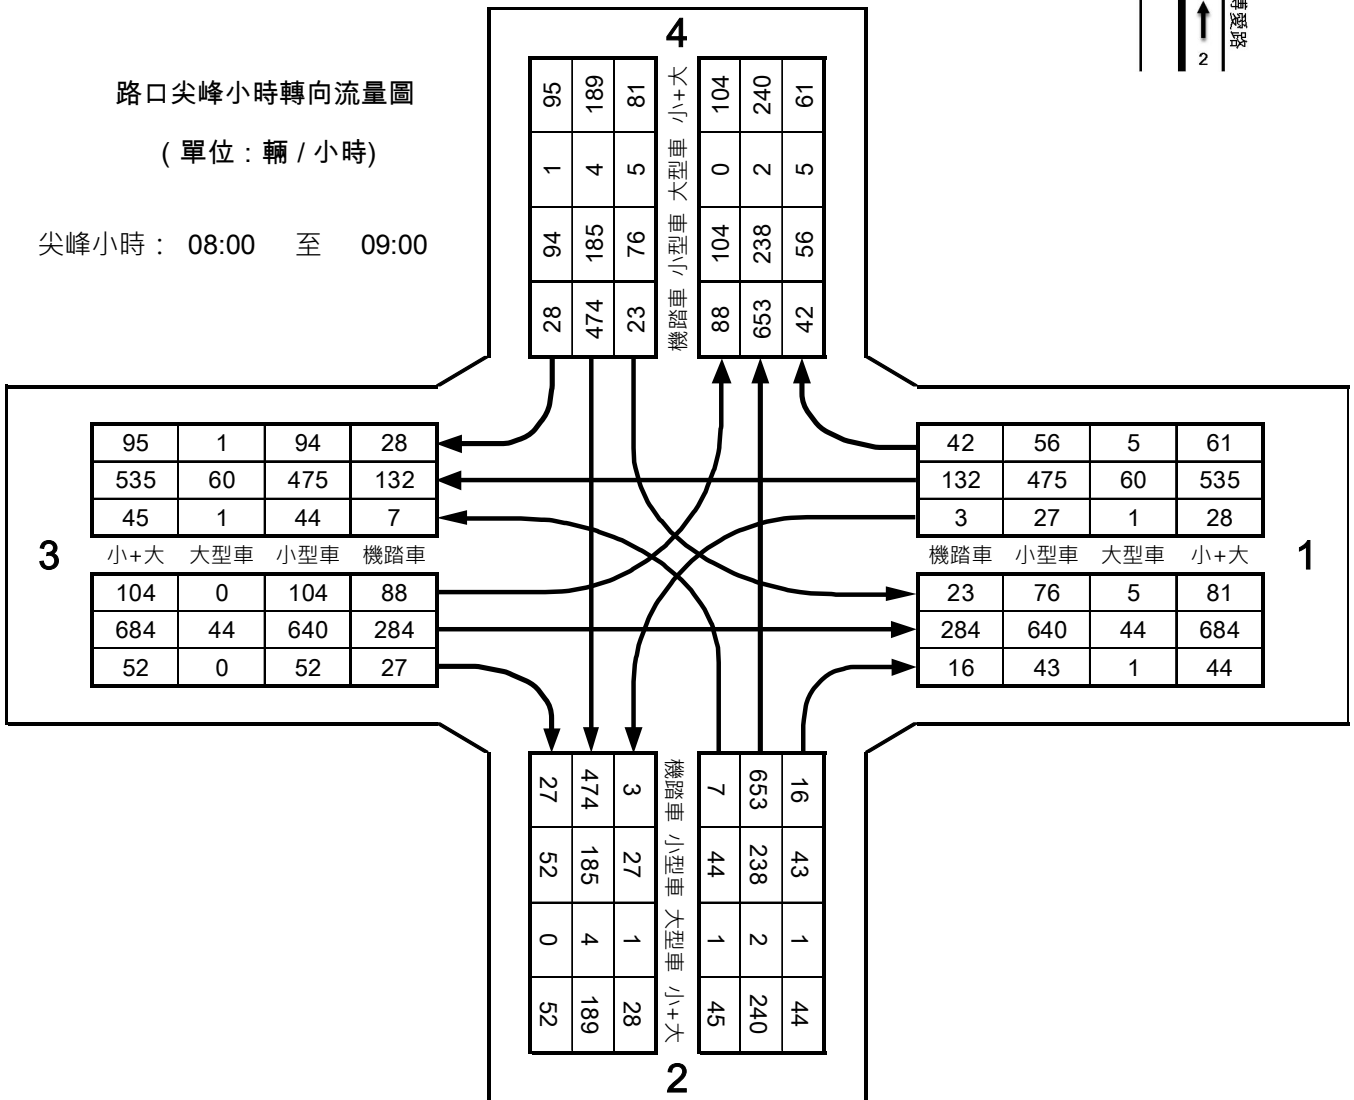 博愛路
2
路口尖峰小時轉向流量圖
( 單位 : 輛 / 小時)
尖峰小時 : 08:00 至 09:00
4
95 189 81 小+大 104 240 61
1 4 5 大型車 0 2 5
94 185 76 小型車 104 238 56
28 474 23 機踏車 88 653 42
3
95 1 94 28
535 60 475 132
45 1 44 7
小+大 大型車 小型車 機踏車
104 0 104 88
684 44 640 284
52 0 52 27
42 56 5 61
132 475 60 535
3 27 1 28
機踏車 小型車 大型車 小+大
23 76 5 81
284 640 44 684
16 43 1 44
1
27 474 3 機踏車 7 653 16
52 185 27 小型車 44 238 43
0 4 1 大型車 1 2 1
52 189 28 小+大 45 240 44
2